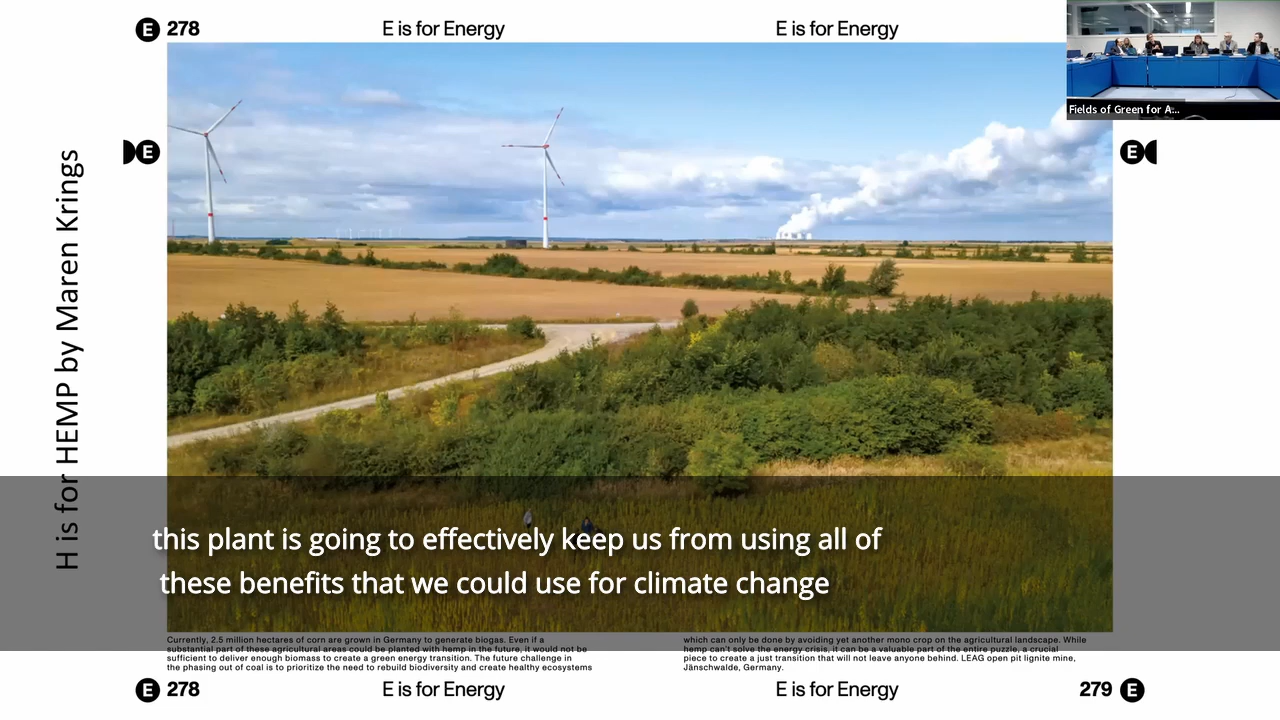 E 278
E is for Energy
E is for Energy
Fields of Green for A...
E
E
H is for HEMP by Maren Krings
this plant is going to effectively keep us from using all of
these benefits that we could use for climate change
Currently, 2.5 million hectares of corn are grown in Germany to generate biogas. Even if a
substantial part of these agricultural areas could be planted with hemp in the future, it would not be
sufficient to deliver enough biomass to create a green energy transition. The future challenge in
the phasing out of coal is to prioritize the need to rebuild biodiversity and create healthy ecosystems
which can only be done by avoiding yet another mono crop on the agricultural landscape. While
hemp can't solve the energy crisis, it can be a valuable part of the entire puzzle, a crucial
piece to create a just transition that will not leave anyone behind. LEAG open pit lignite mine,
Jänschwalde, Germany.
E 278
E is for Energy
E is for Energy
279 E